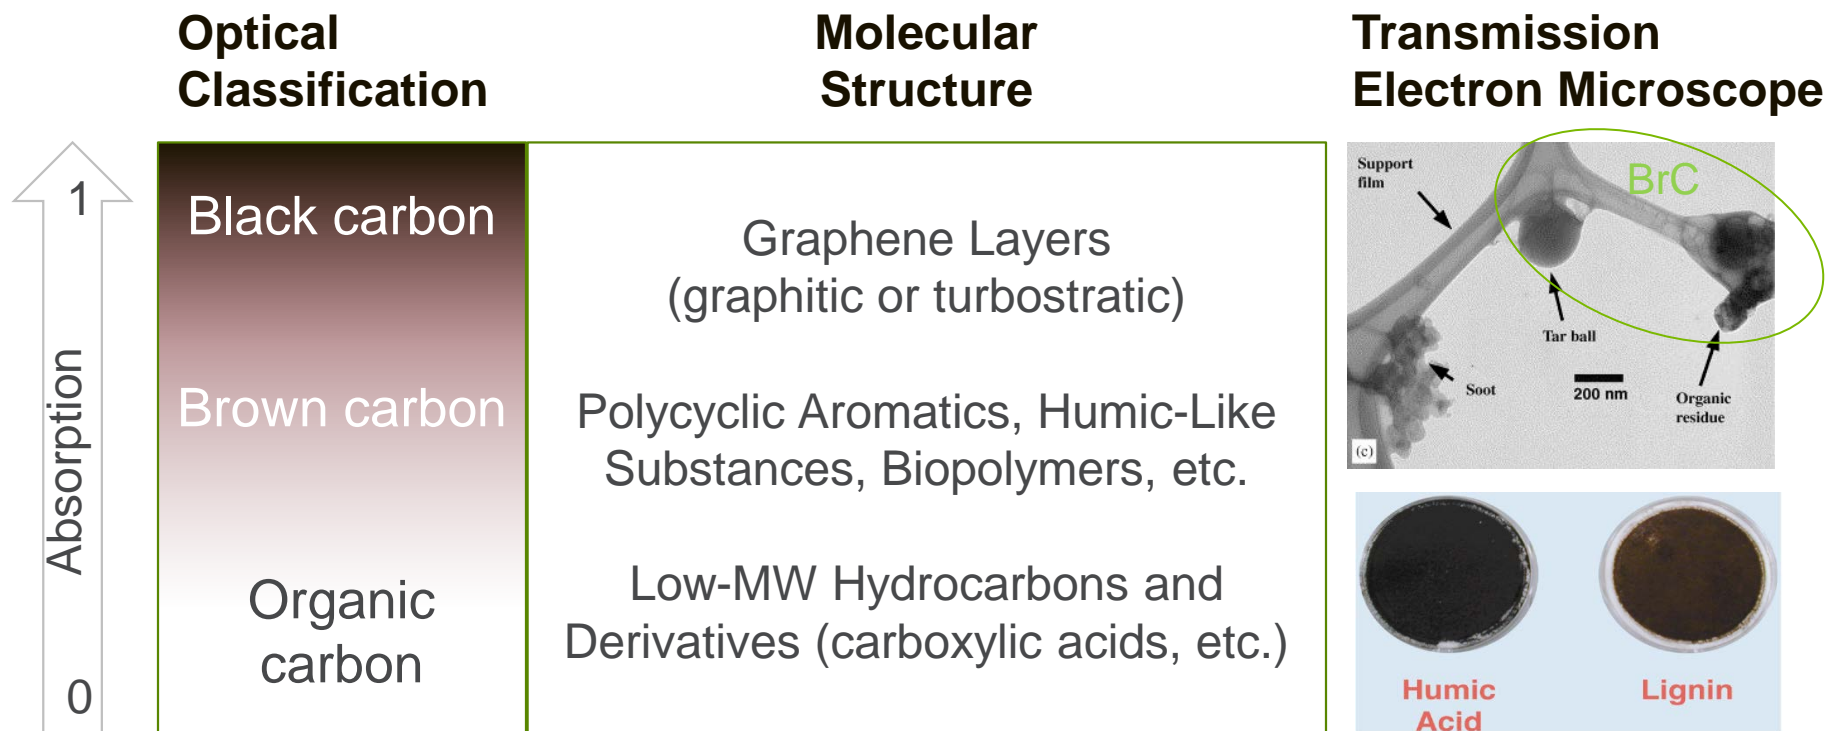 Optical
Classification
Molecular
Structure
Transmission
Electron Microscope
1
Absorption
0
Black carbon
Brown carbon
Organic
carbon
Graphene Layers
(graphitic or turbostratic)
Polycyclic Aromatics, Humic-Like
Substances, Biopolymers, etc.
Low-MW Hydrocarbons and
Derivatives (carboxylic acids, etc.)
Support
film
BrC
Tar ball
Soot
200 nm
Organic
residue
(c)
Humic
Acid
Lignin